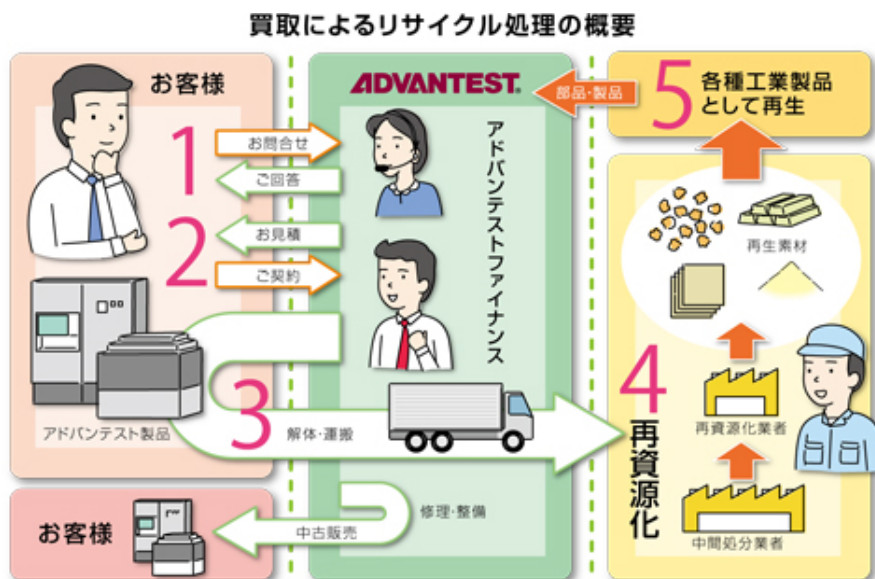 買取によるリサイクル処理の概要
お客様
1
お問合せ
ご回答
2
お見積
ご契約
アドバンテスト製品
3
解体・運搬
ADVANTEST
アドバンテストファイナンス
修理・整備
中古販売
お客様
4
再資源化
中間処分業者
再資源化業者
再生素材
5
各種工業製品
として再生
部品・製品